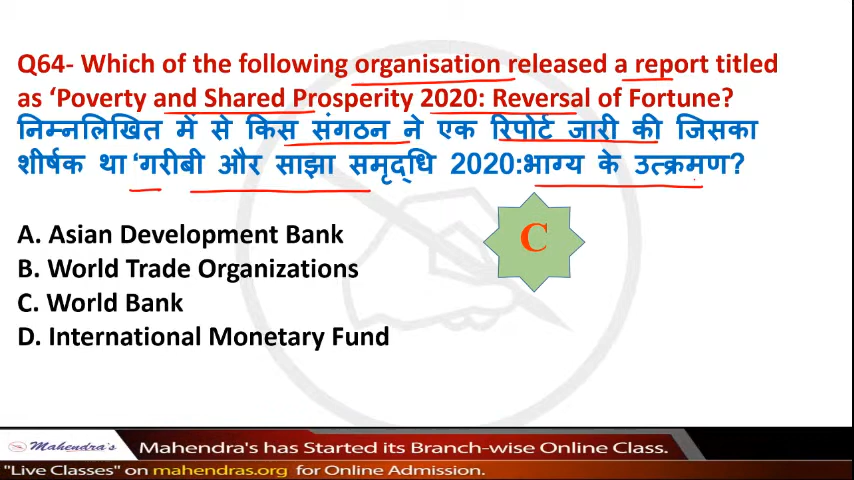 Q64- Which of the following organisation released a report titled
as ‘Poverty and Shared Prosperity 2020: Reversal of Fortune?
निम्नलिखित में से किस संगठन ने एक रिपोर्ट जारी की जिसका
शीर्षक था ‘गरीबी और साझा समृद्धि 2020:भाग्य के उत्क्रमण?
C
A. Asian Development Bank
B. World Trade Organizations
C. World Bank
D. International Monetary Fund
Mahendra's Mahendra's has Started its Branch-wise Online Class.
"Live Classes" on mahendras.org for Online Admission.